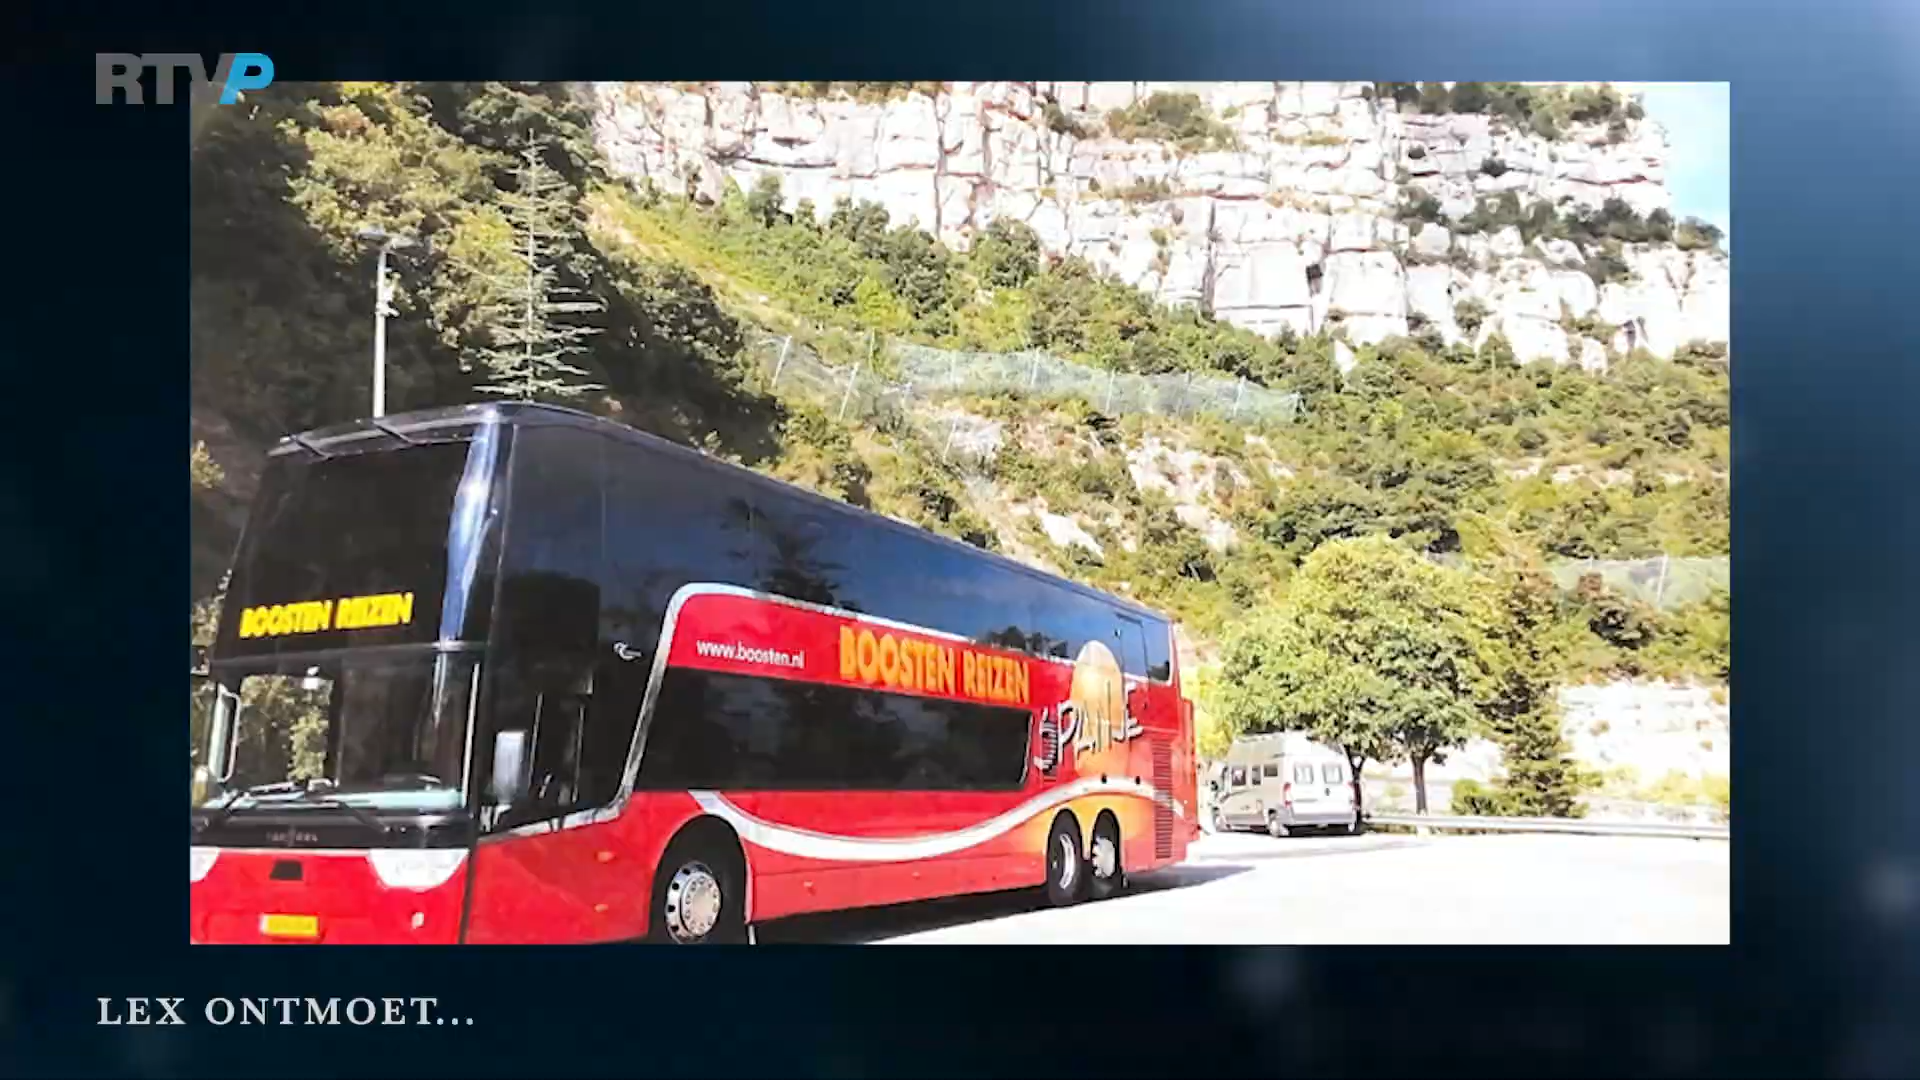 RTVP
BOOSTEN REIZEN
www.boosten.nl
BOOSTEN REIZEN
SPANJE
LEX ONTMOET...